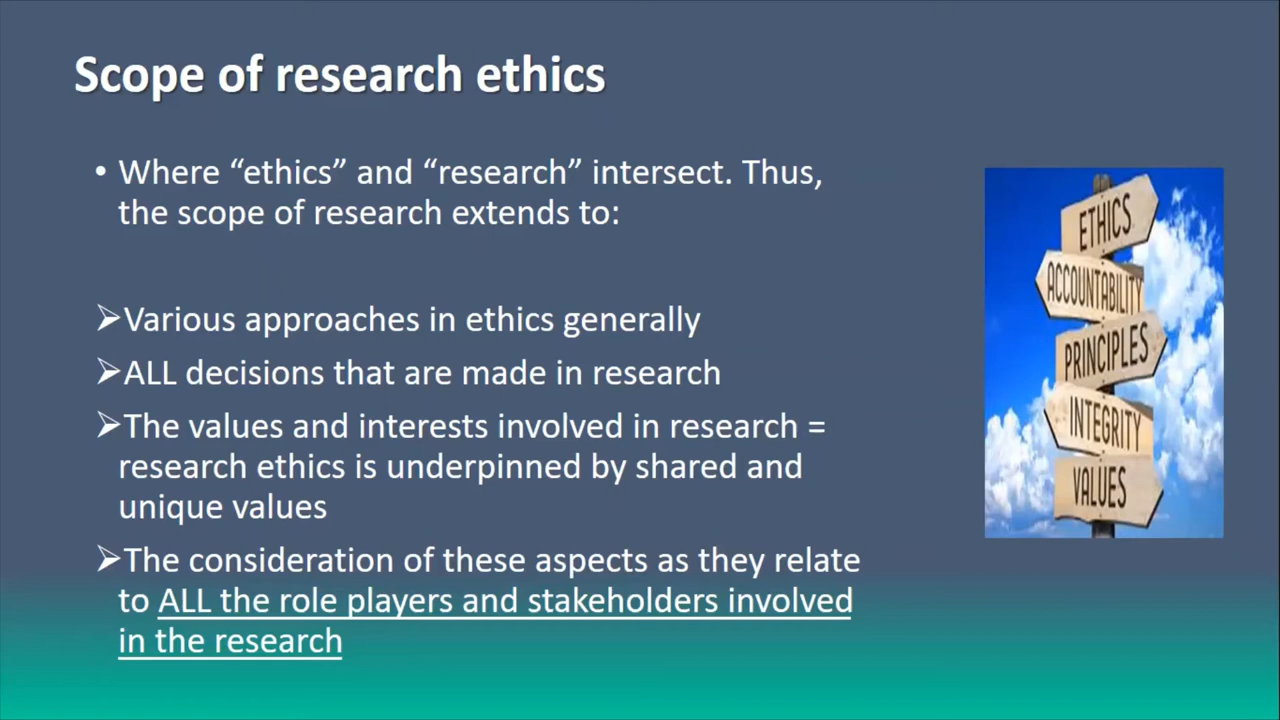 Scope of research ethics
• Where “ethics” and “research” intersect. Thus,
the scope of research extends to:
➢Various approaches in ethics generally
➢ALL decisions that are made in research
➢The values and interests involved in research =
research ethics is underpinned by shared and
unique values
➢The consideration of these aspects as they relate
to ALL the role players and stakeholders involved
in the research
ETHICS
ACCOUNTABILITY
PRINCIPLES
INTEGRITY
VALUES